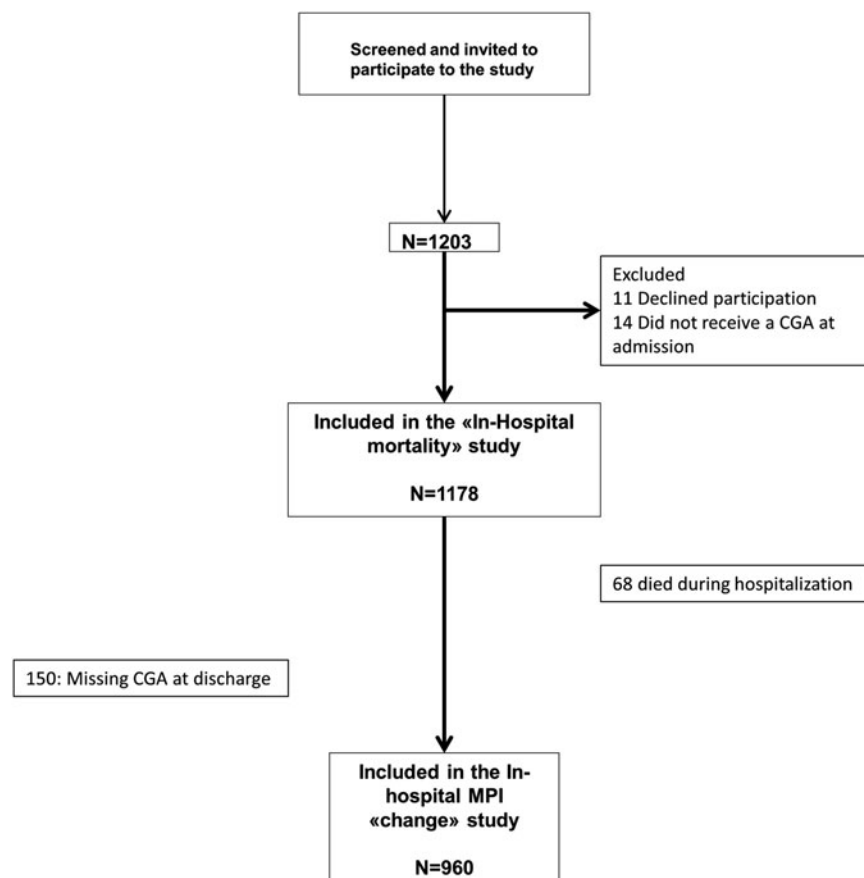 Screened and invited to
participate to the study
N=1203
Excluded
11 Declined participation
14 Did not receive a CGA at
admission
Included in the «In-Hospital
mortality» study
N=1178
68 died during hospitalization
150: Missing CGA at discharge
Included in the In-
hospital MPI
«change» study
N=960